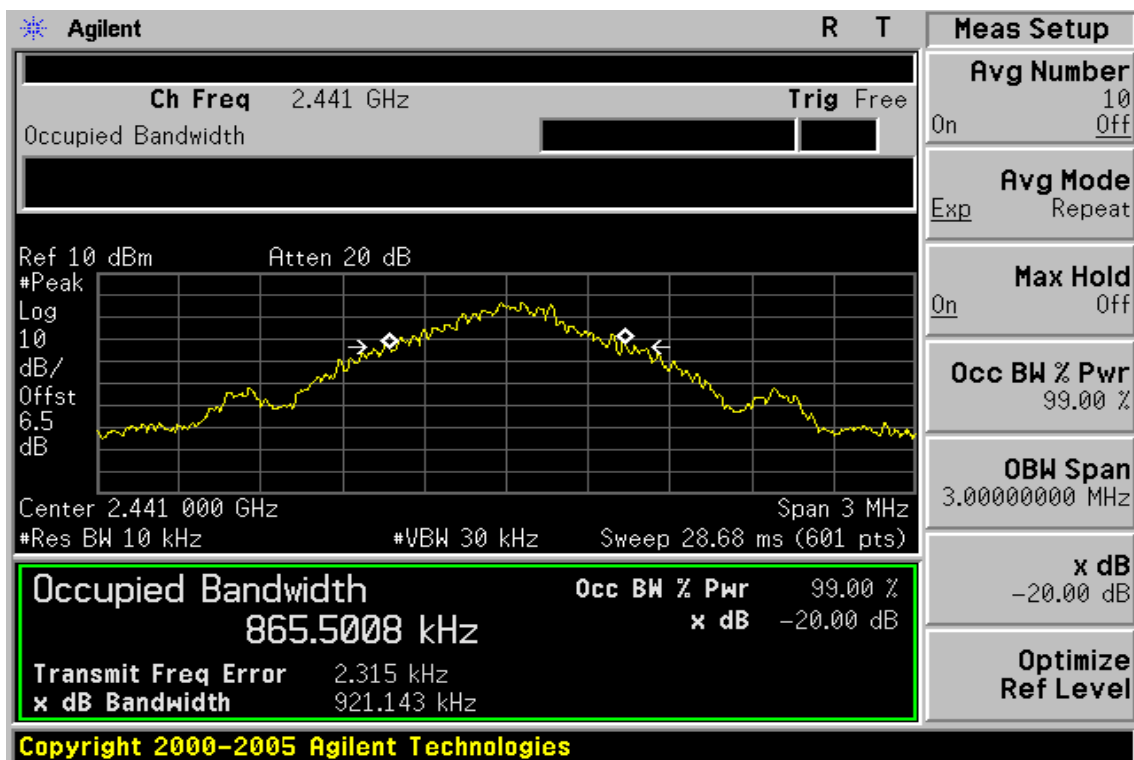 Agilent R T
Ch Freq 2.441 GHz Trig Free
Occupied Bandwidth
Ref 10 dBm Atten 20 dB
#Peak
Log
10
dB/
Offst
6.5
dB
Center 2.441 000 GHz Span 3 MHz
#Res BW 10 kHz #VBW 30 kHz Sweep 28.68 ms (601 pts)
Occupied Bandwidth Occ BW % Pwr 99.00 %
865.5008 kHz x dB -20.00 dB
Transmit Freq Error 2.315 kHz
x dB Bandwidth 921.143 kHz
Copyright 2000-2005 Agilent Technologies
Meas Setup
Avg Number
10
On Off
Avg Mode
Exp Repeat
Max Hold
On Off
Occ BW % Pwr
99.00 %
OBW Span
3.00000000 MHz
x dB
-20.00 dB
Optimize
Ref Level